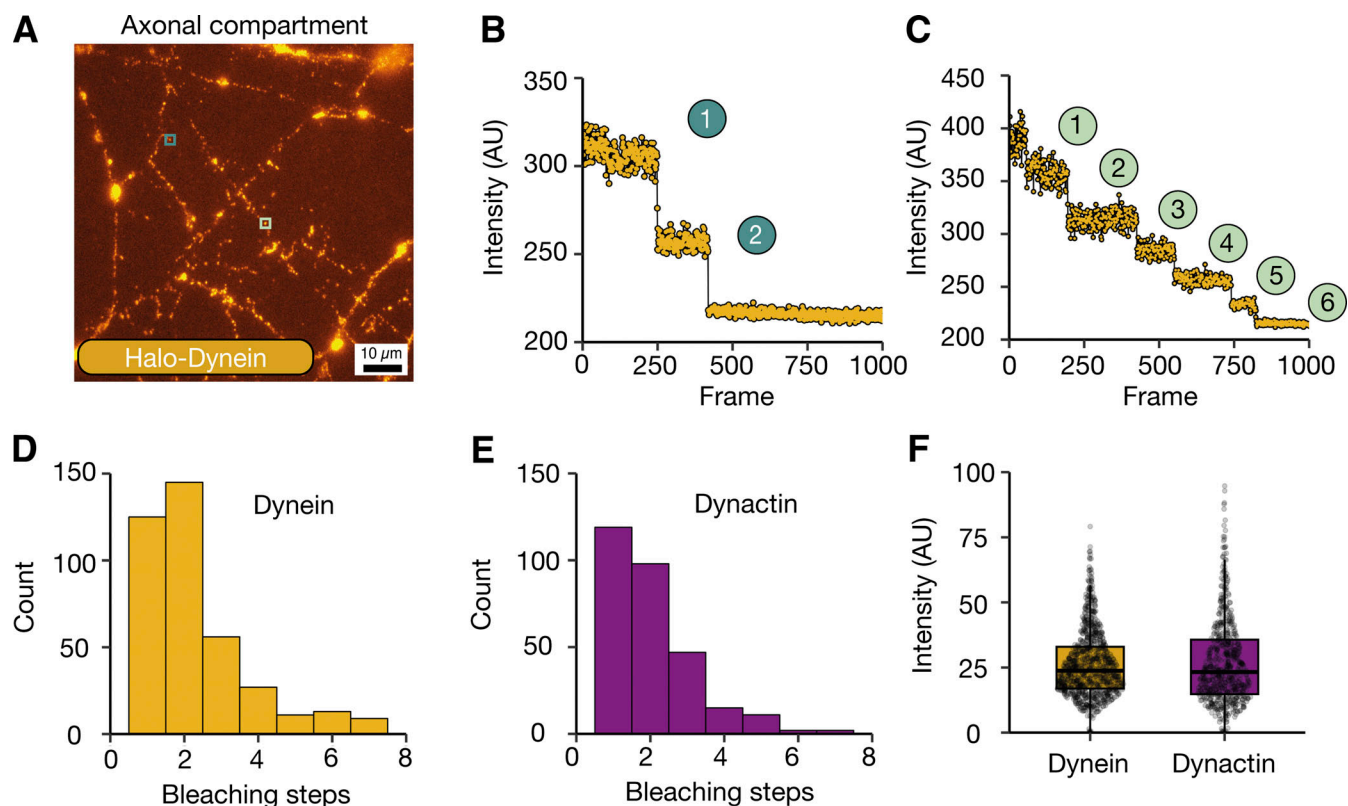 A
Axonal compartment
Halo-Dynein
10 µm
B
Intensity (AU)
350
300
250
200
0
250
500
750
1000
Frame
1
2
C
Intensity (AU)
450
400
350
300
250
200
0
250
500
750
1000
Frame
1
2
3
4
5
6
D
Count
150
100
50
0
0
2
4
6
8
Dynein
Bleaching steps
E
Count
150
100
50
0
0
2
4
6
8
Dynactin
Bleaching steps
F
Intensity (AU)
100
75
50
25
0
Dynein
Dynactin